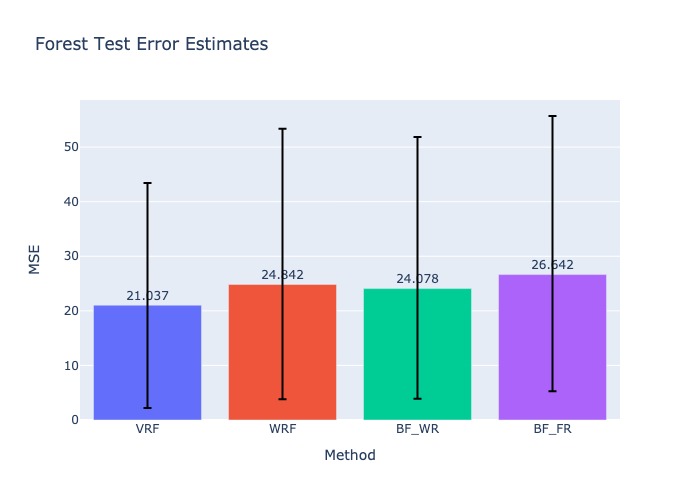 Forest Test Error Estimates
MSE
50
40
30
20
10
0
21.037
24.842
24.078
26.642
VRF
WRF
BF_WR
BF_FR
Method